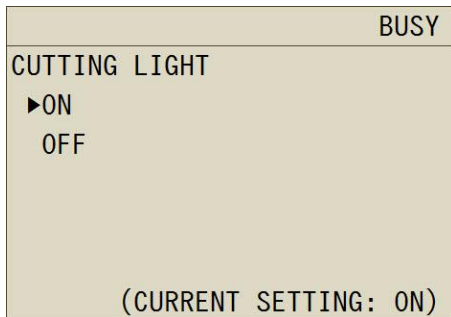 BUSY
CUTTING LIGHT
▶ON
OFF
(CURRENT SETTING: ON)